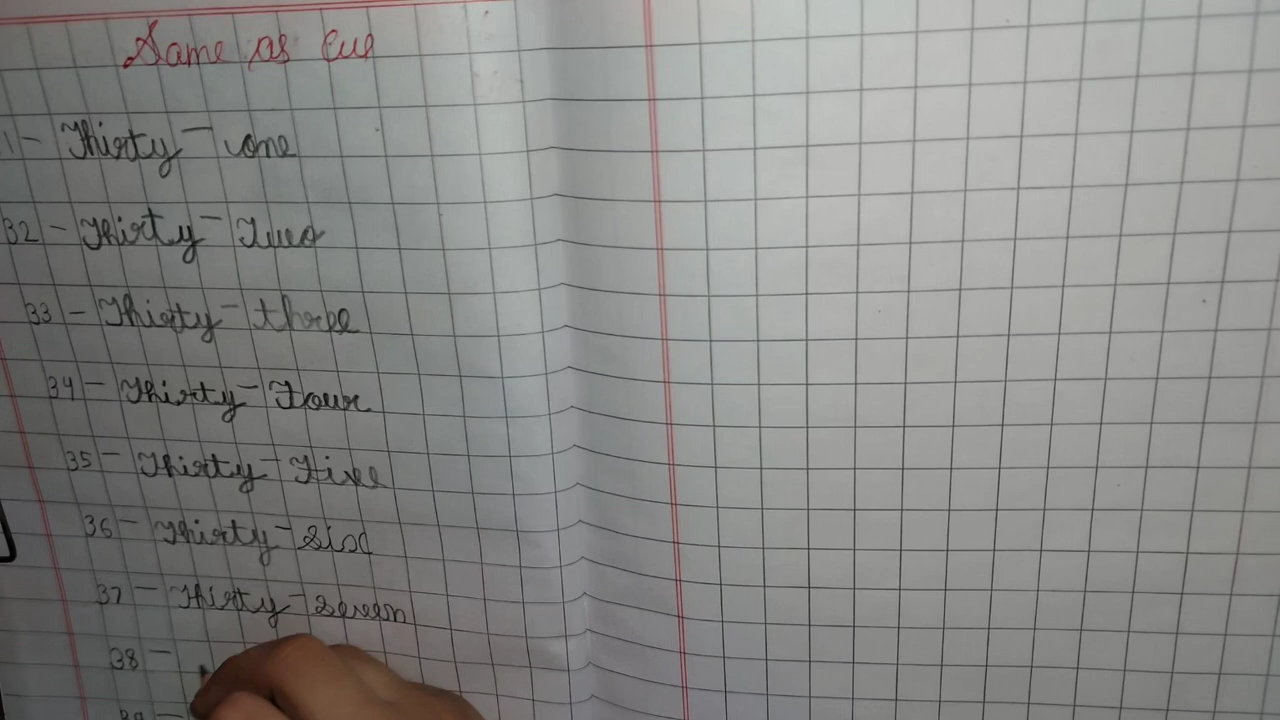 Same as
1 - Thirty - one
32 - Thirty - Two
33 - Thirty - three
34 - Thirty - Four
35 - Thirty - Five
36 - Thirty - six
37 - Thirty - seven
38 -